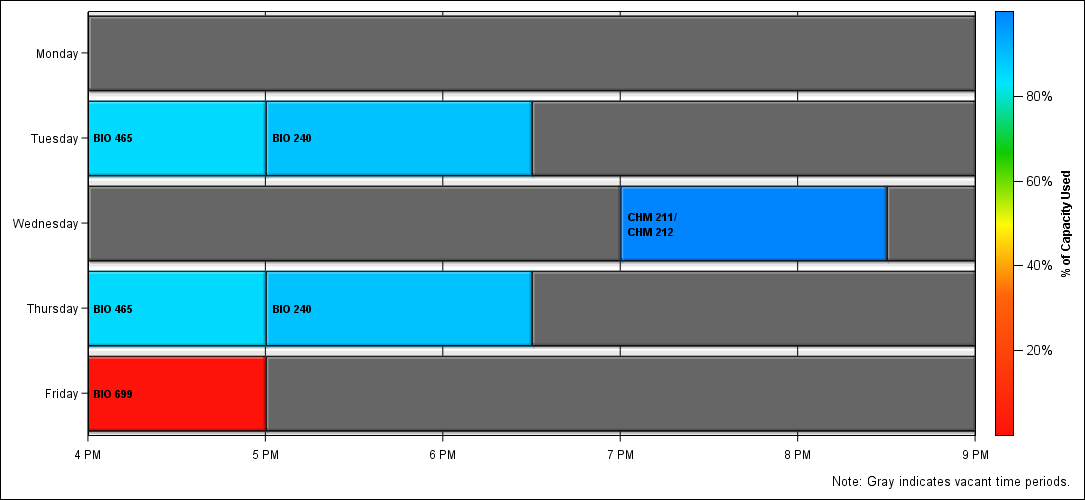 Monday
Tuesday
BIO 465
BIO 240
Wednesday
CHM 211/
CHM 212
Thursday
BIO 465
BIO 240
Friday
BIO 699
4 PM
5 PM
6 PM
7 PM
8 PM
9 PM
80%
60%
40%
20%
% of Capacity Used
Note: Gray indicates vacant time periods.